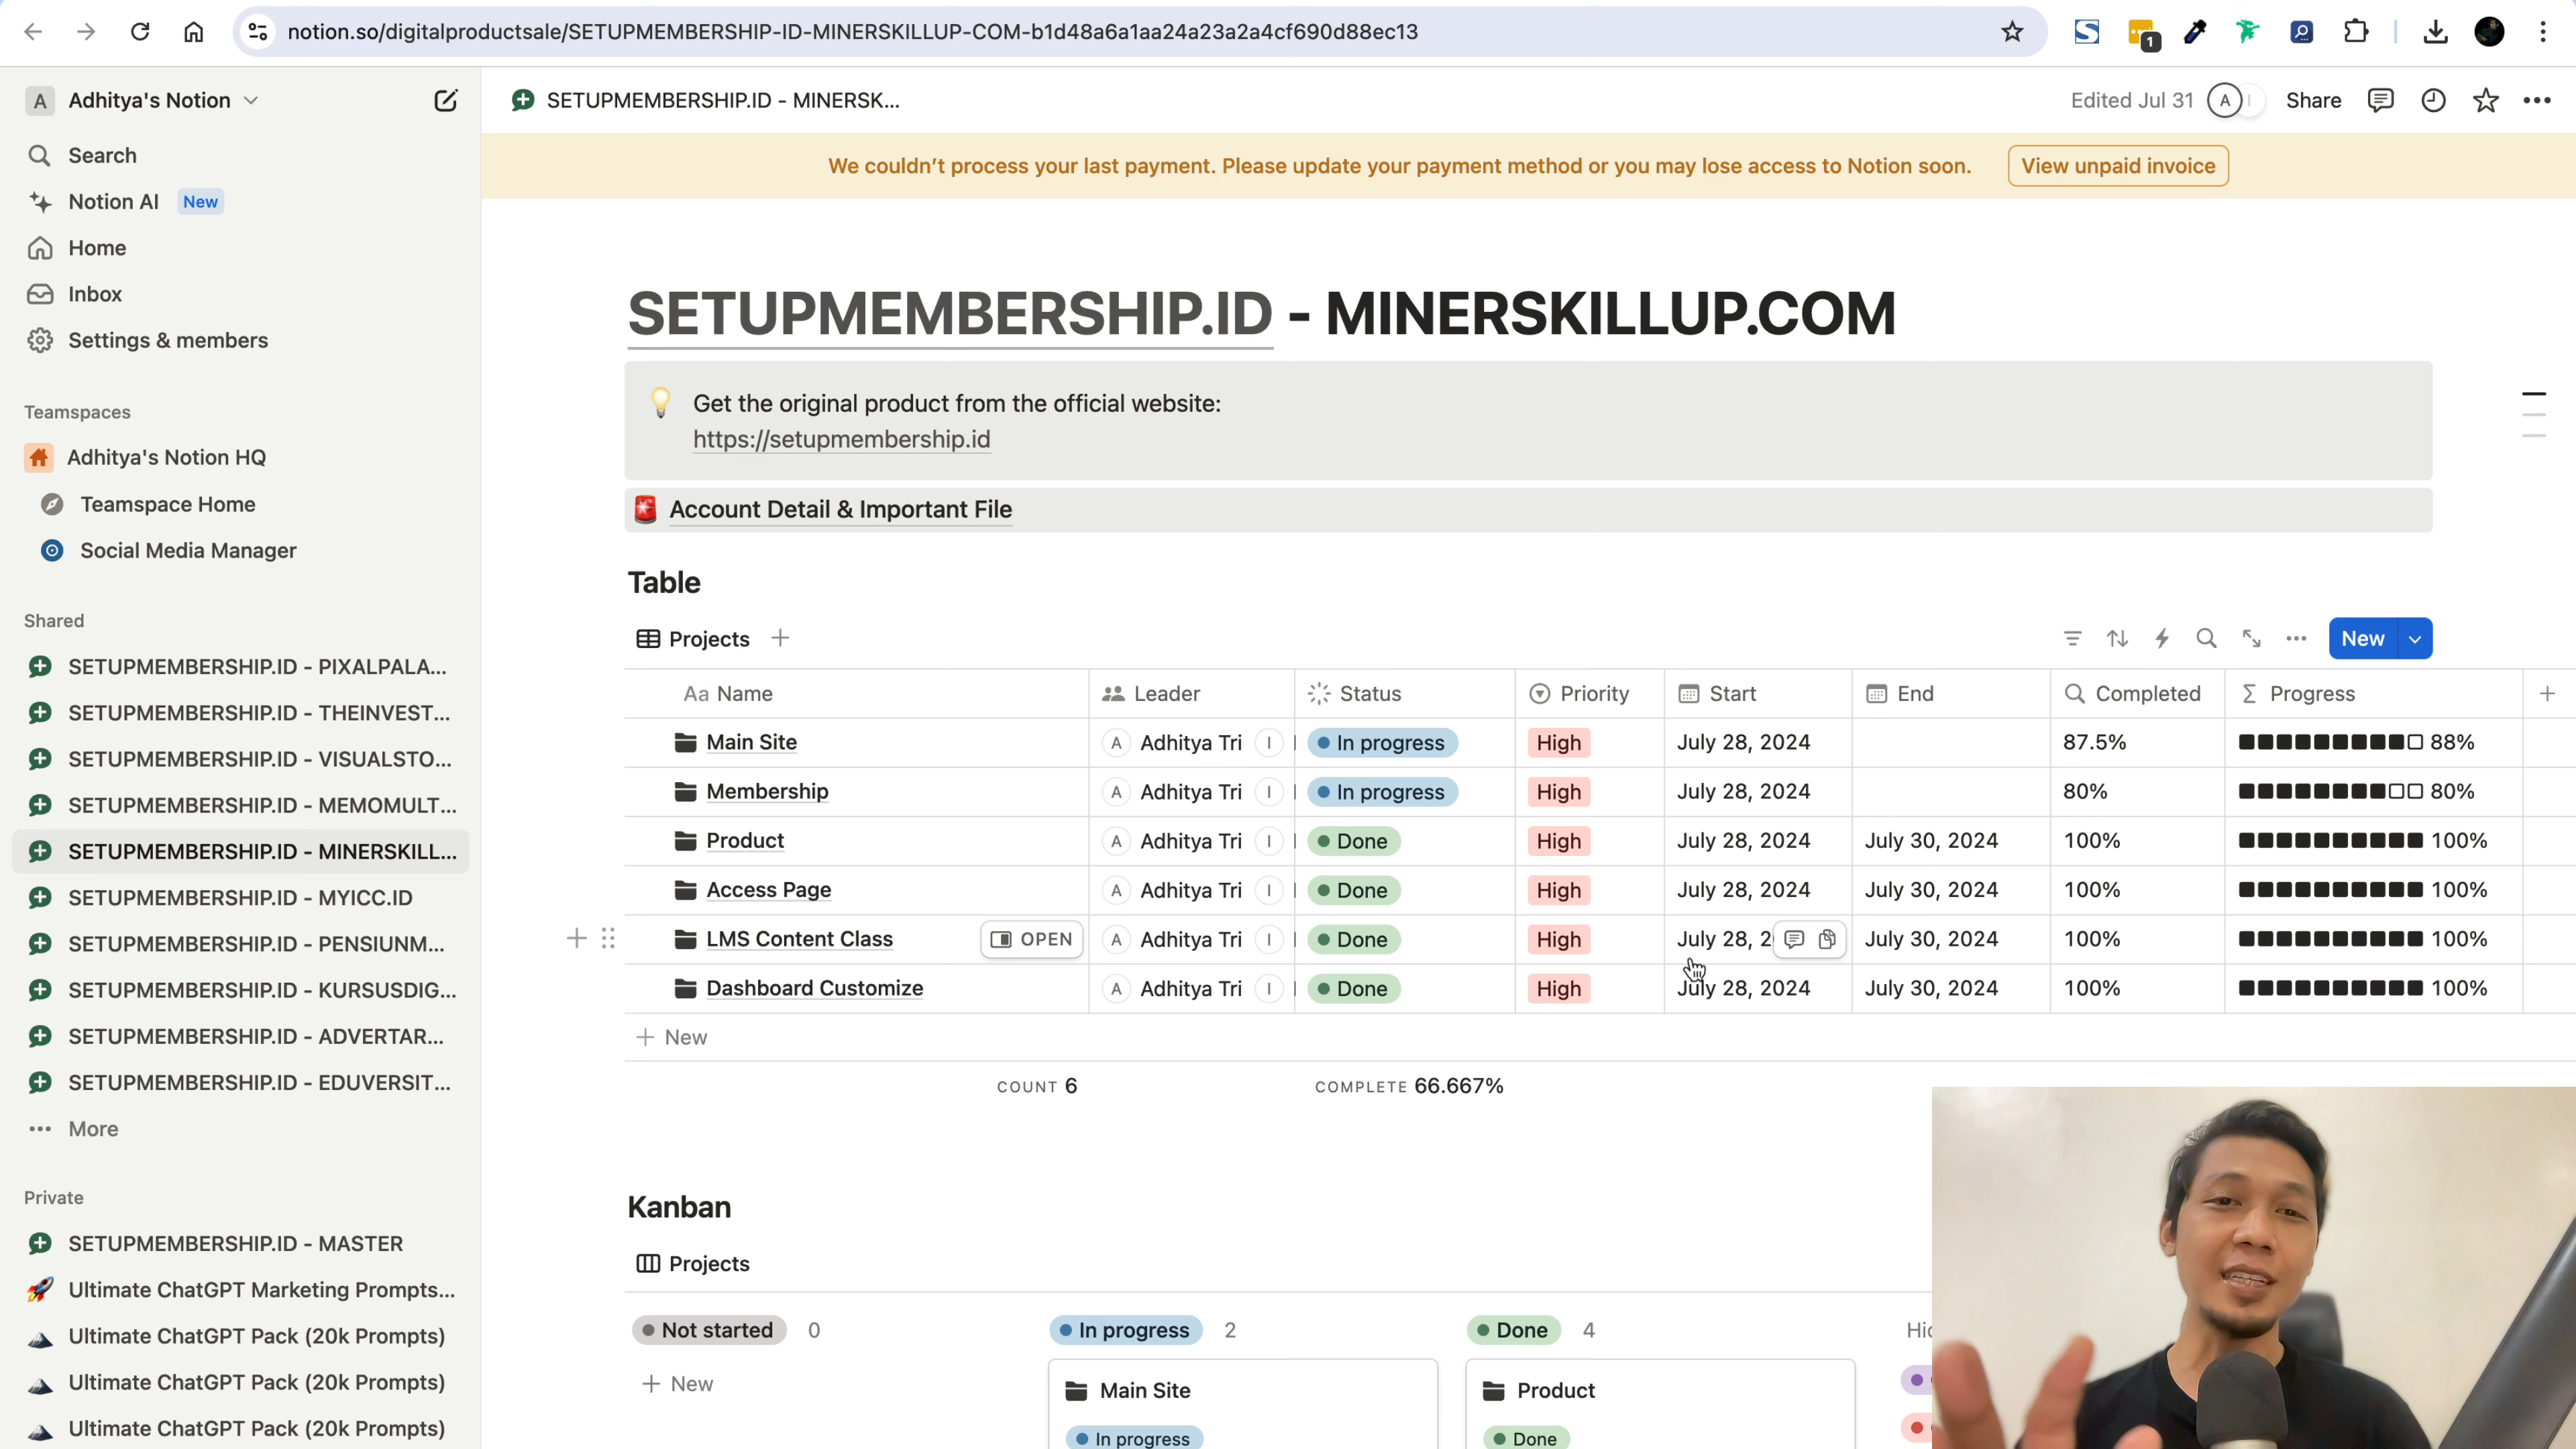 notion.so/digitalproductsale/SETUPMEMBERSHIP-ID-MINERSKILLUP-COM-b1d48a6a1aa24a23a2a4cf690d88ec13
1
A Adhitya's Notion
SETUPMEMBERSHIP.ID - MINERSK...
Edited Jul 31 A I Share
Search
Notion AI New
Home
Inbox
Settings & members
Teamspaces
Adhitya's Notion HQ
Teamspace Home
Social Media Manager
Shared
SETUPMEMBERSHIP.ID - PIXALPALA...
SETUPMEMBERSHIP.ID - THEINVEST...
SETUPMEMBERSHIP.ID - VISUALSTO...
SETUPMEMBERSHIP.ID - MEMOMULT...
SETUPMEMBERSHIP.ID - MINERSKILL...
SETUPMEMBERSHIP.ID - MYICC.ID
SETUPMEMBERSHIP.ID - PENSIUNM...
SETUPMEMBERSHIP.ID - KURSUSDIG...
SETUPMEMBERSHIP.ID - ADVERTAR...
SETUPMEMBERSHIP.ID - EDUVERSIT...
More
Private
SETUPMEMBERSHIP.ID - MASTER
Ultimate ChatGPT Marketing Prompts...
Ultimate ChatGPT Pack (20k Prompts)
Ultimate ChatGPT Pack (20k Prompts)
Ultimate ChatGPT Pack (20k Prompts)
We couldn't process your last payment. Please update your payment method or you may lose access to Notion soon. View unpaid invoice
SETUPMEMBERSHIP.ID - MINERSKILLUP.COM
Get the original product from the official website:
https://setupmembership.id
Account Detail & Important File
Table
Projects New
Aa Name Leader Status Priority Start End Completed Σ Progress
Main Site A Adhitya Tri I In progress High July 28, 2024 87.5% 88%
Membership A Adhitya Tri I In progress High July 28, 2024 80% 80%
Product A Adhitya Tri I Done High July 28, 2024 July 30, 2024 100% 100%
Access Page A Adhitya Tri I Done High July 28, 2024 July 30, 2024 100% 100%
LMS Content Class OPEN A Adhitya Tri I Done High July 28, 2 July 30, 2024 100% 100%
Dashboard Customize A Adhitya Tri I Done High July 28, 2024 July 30, 2024 100% 100%
New
COUNT 6 COMPLETE 66.667%
Kanban
Projects
Not started 0 In progress 2 Done 4
New
Main Site
In progress
Product
Done